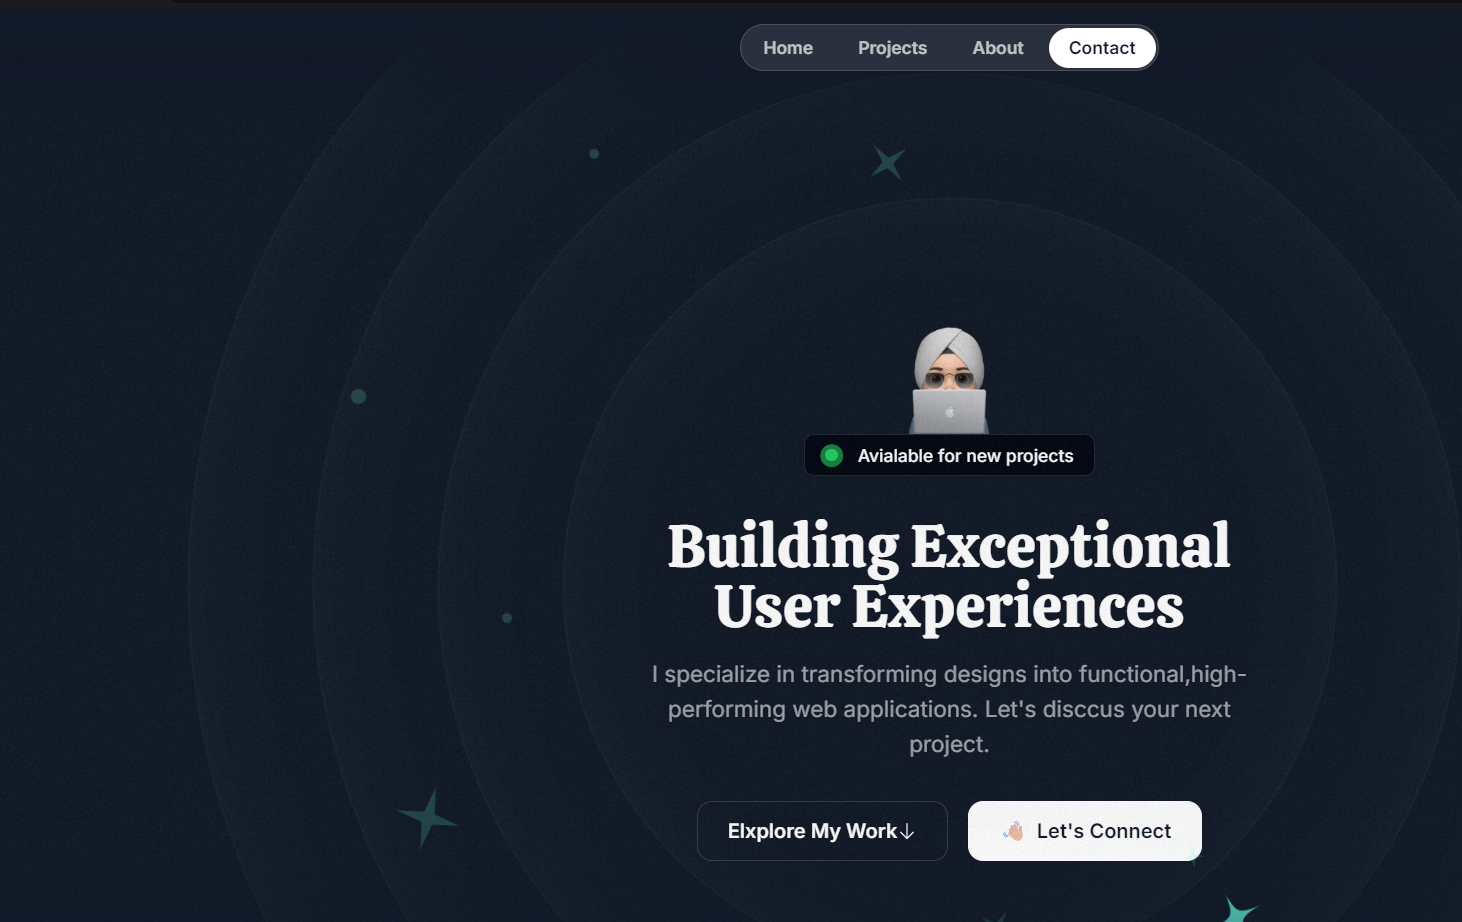 Home Projects About Contact
Avialable for new projects
Building Exceptional
User Experiences
I specialize in transforming designs into functional,high-
performing web applications. Let's disccus your next
project.
Elxplore My Work↓ 👋🏼 Let's Connect